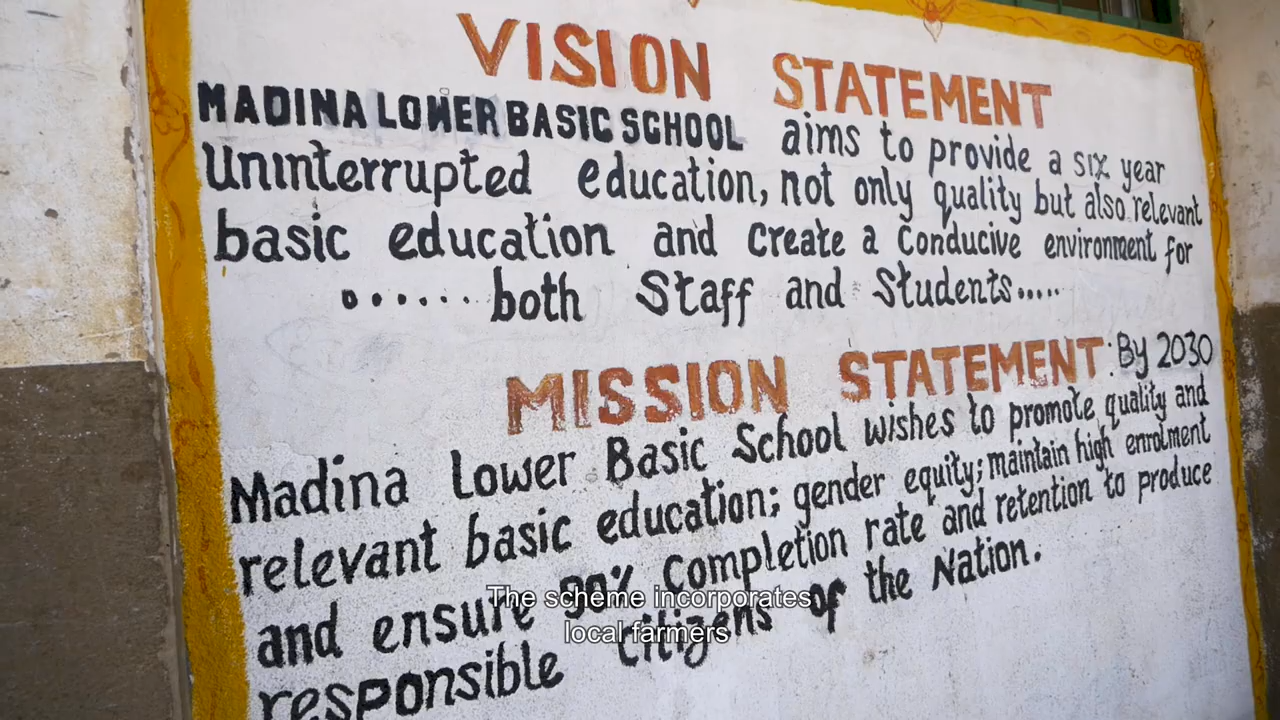 VISION STATEMENT
MADINA LOWER BASIC SCHOOL aims to provide a six year
Uninterrupted education, not only quality but also relevant
basic education and create a conducive environment for
....... both Staff and Students.....
MISSION STATEMENT: By 2030
Madina Lower Basic School wishes to promote quality and
relevant basic education; gender equity; maintain high enrolment
and ensure 90% completion rate and retention to produce
responsible citizens of the Nation.
The scheme incorporates
local farmers